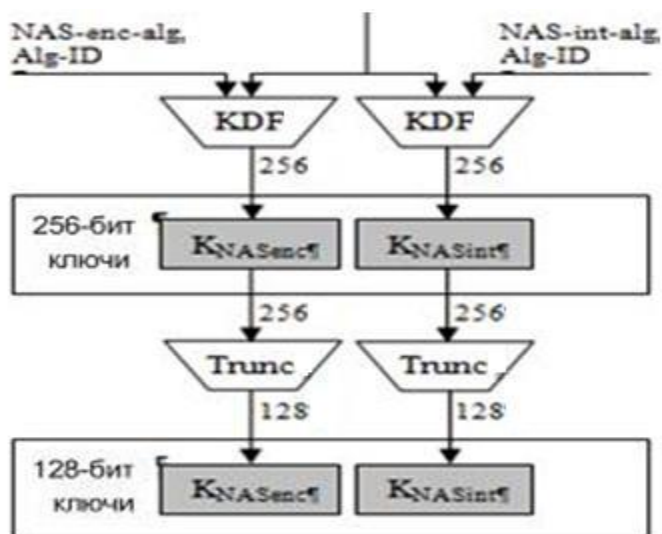 NAS-enc-alg,
Alg-ID
NAS-int-alg,
Alg-ID
KDF
KDF
256
256
256-бит
ключи
KNASenc¶
KNASint¶
256
256
Trunc
Trunc
128
128
128-бит
ключи
KNASenc¶
KNASint¶